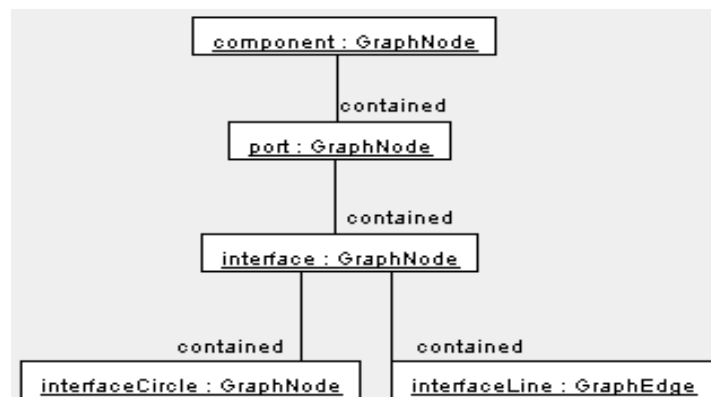 component : GraphNode
contained
port : GraphNode
contained
interface : GraphNode
contained contained
interfaceCircle : GraphNode interfaceLine : GraphEdge